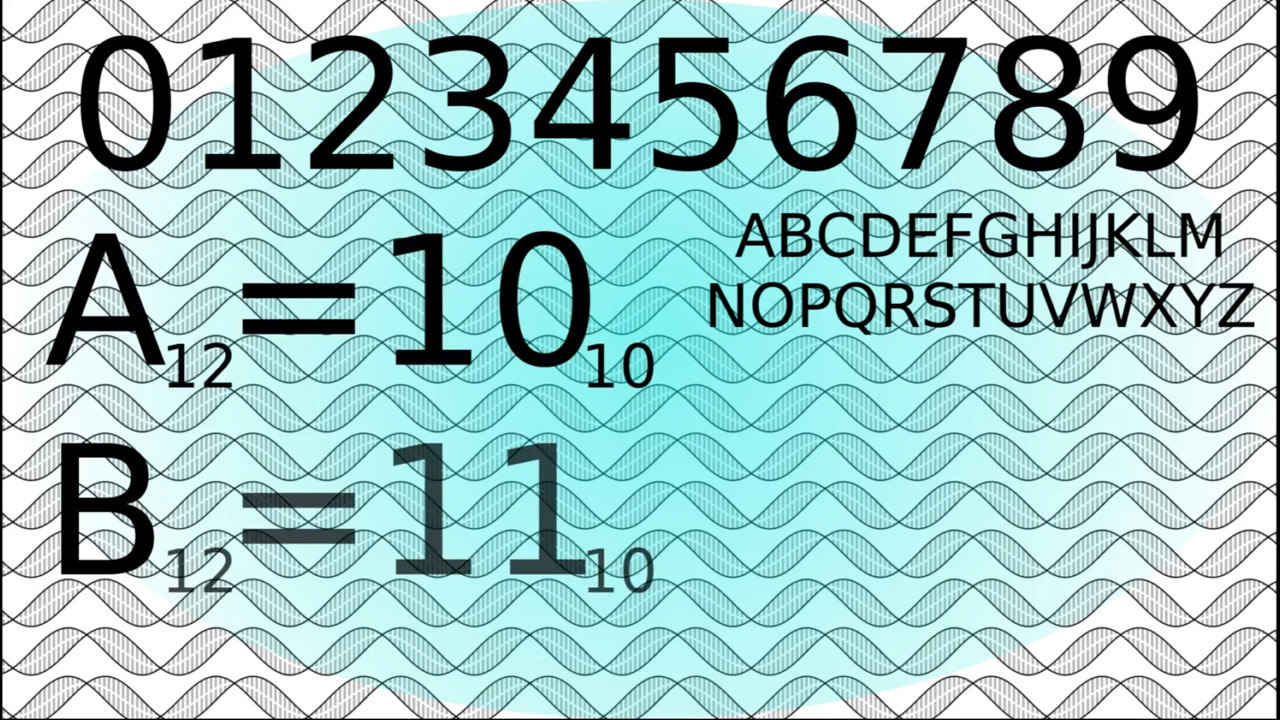 0123456789
ABCDEFGHIJKLM
NOPQRSTUVWXYZ
A₁₂=10₁₀
B₁₂=11₁₀